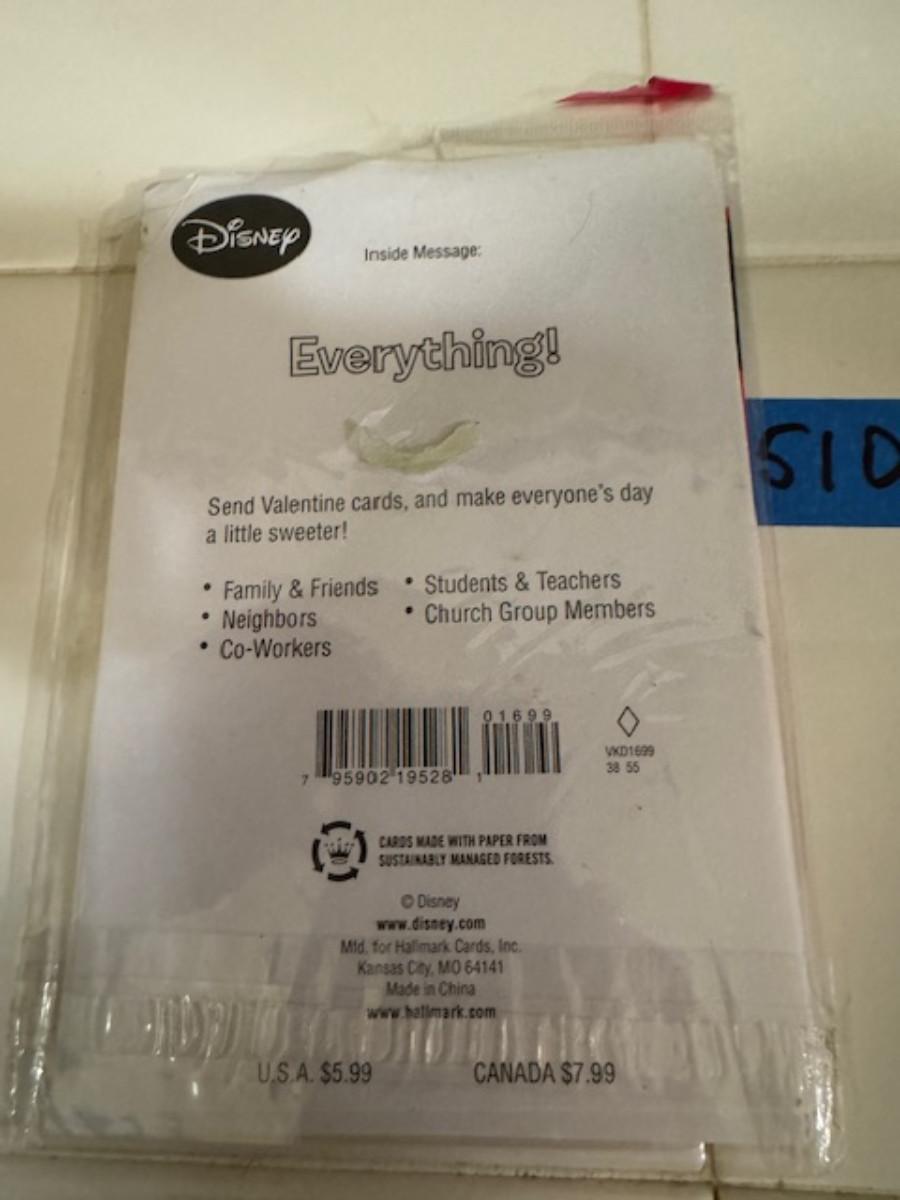 Disney
Inside Message:
Everything!
Send Valentine cards, and make everyone's day
a little sweeter!
• Family & Friends
• Neighbors
• Co-Workers
• Students & Teachers
• Church Group Members
01699
7 95902 19528 1
VKD1699
38 55
CARDS MADE WITH PAPER FROM
SUSTAINABLY MANAGED FORESTS.
© Disney
www.disney.com
Mfd. for Hallmark Cards, Inc.
Kansas City, MO 64141
Made in China
www.hallmark.com
U.S.A. $5.99 CANADA $7.99